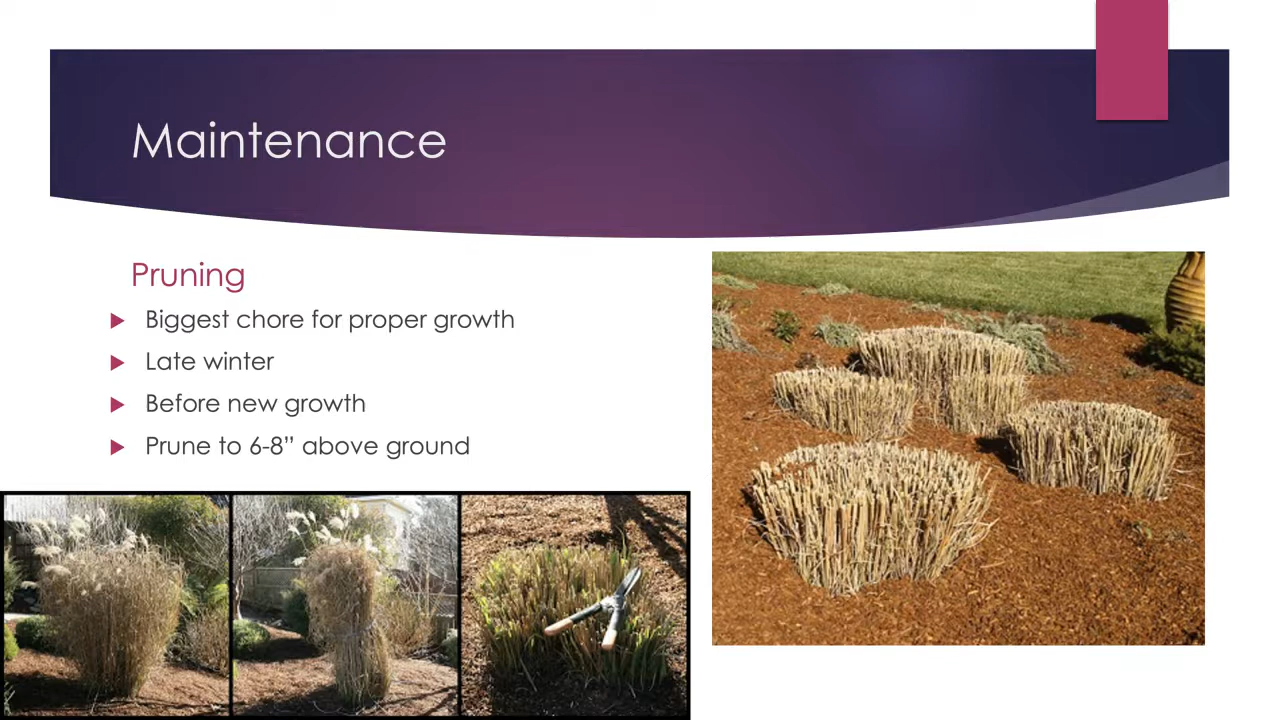 Maintenance
Pruning
Biggest chore for proper growth
Late winter
Before new growth
Prune to 6-8” above ground